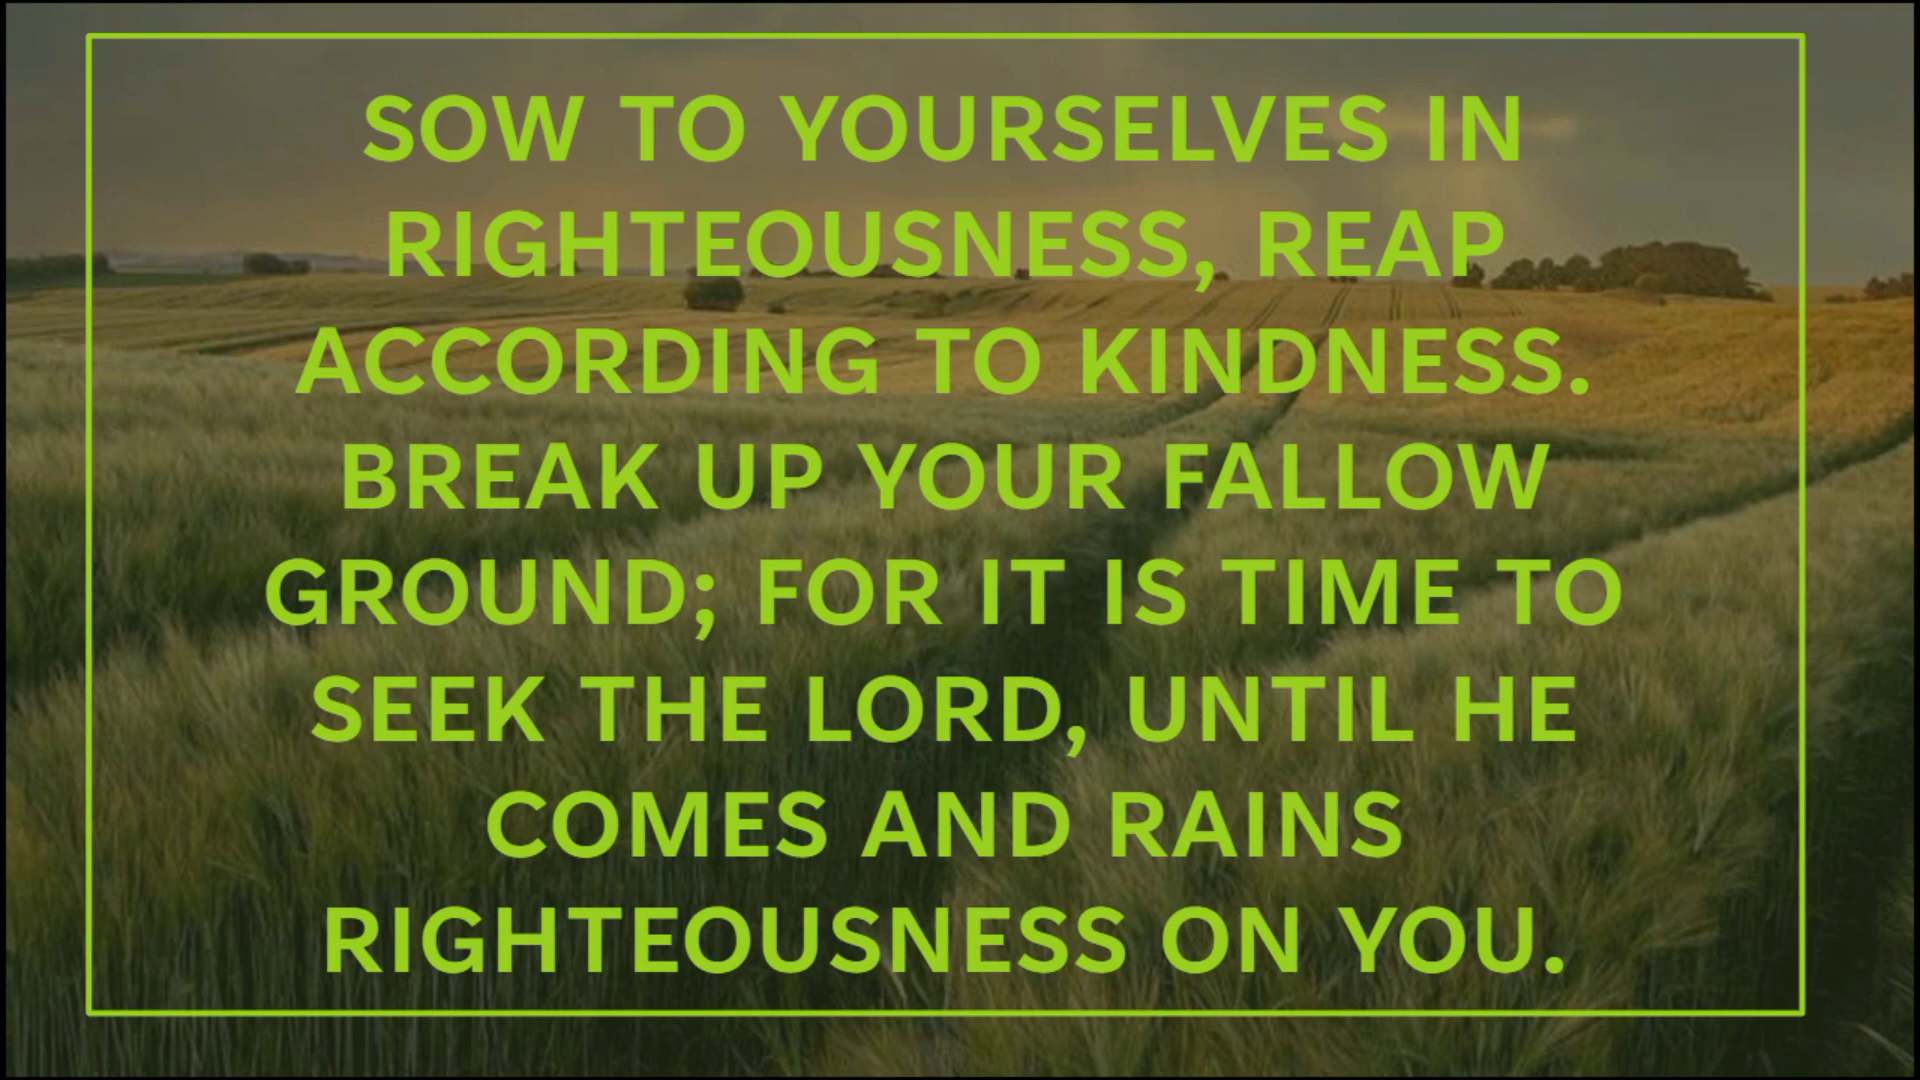 SOW TO YOURSELVES IN
RIGHTEOUSNESS, REAP
ACCORDING TO KINDNESS.
BREAK UP YOUR FALLOW
GROUND; FOR IT IS TIME TO
SEEK THE LORD, UNTIL HE
COMES AND RAINS
RIGHTEOUSNESS ON YOU.